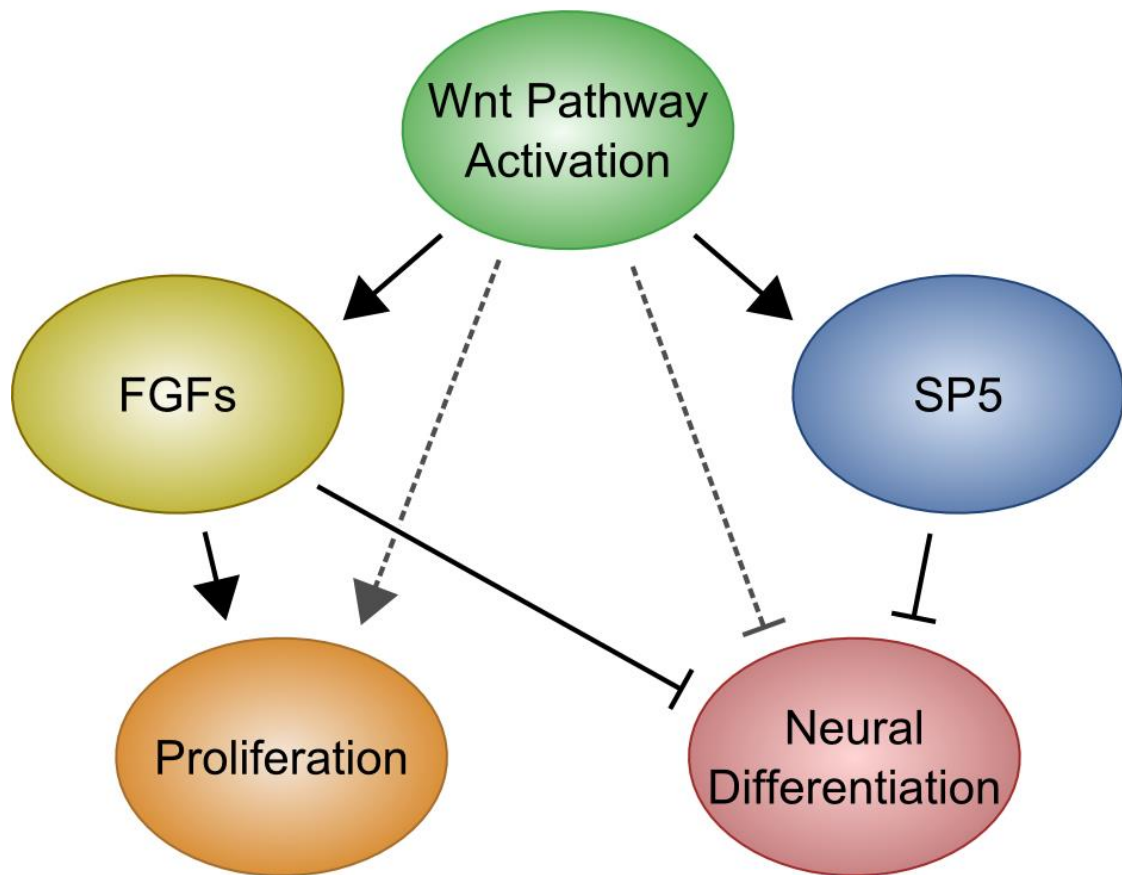 Wnt Pathway
Activation
FGFs
SP5
Proliferation
Neural
Differentiation